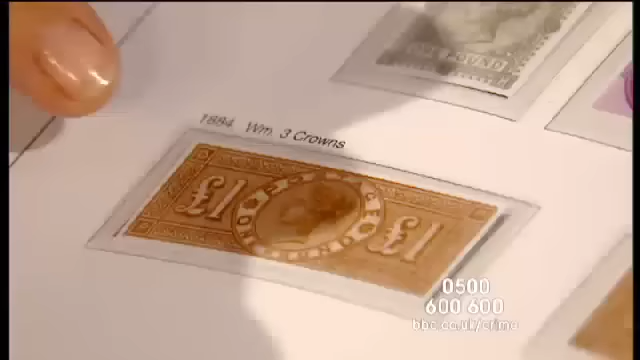 ONE POUND
1884 Wm. 3 Crowns
£1 £1
0500
600 600
bbc.co.uk/crime